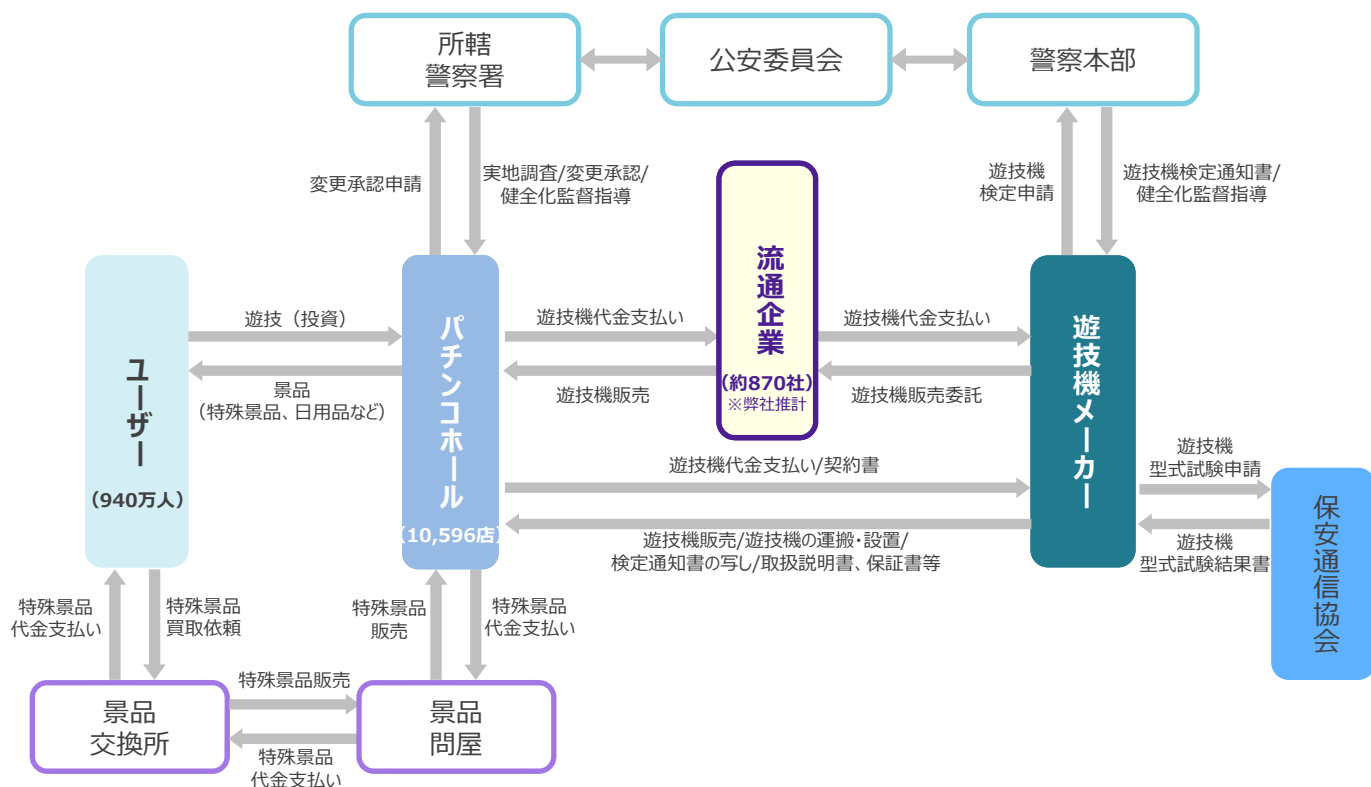 所轄
警察署
公安委員会
警察本部
変更承認申請
実地調査/変更承認/
健全化監督指導
遊技機
検定申請
遊技機検定通知書/
健全化監督指導
ユーザー
（940万人）
遊技（投資）
景品
（特殊景品、日用品など）
パチンコホール
（10,596店）
遊技機代金支払い
遊技機販売
流通企業
（約870社）
※弊社推計
遊技機代金支払い
遊技機販売委託
遊技機メーカー
遊技機代金支払い/契約書
遊技機販売/遊技機の運搬・設置/
検定通知書の写し/取扱説明書、保証書等
遊技機
型式試験申請
遊技機
型式試験結果書
保安通信協会
特殊景品
代金支払い
特殊景品
買取依頼
特殊景品
販売
特殊景品
代金支払い
景品
交換所
特殊景品販売
特殊景品
代金支払い
景品
問屋